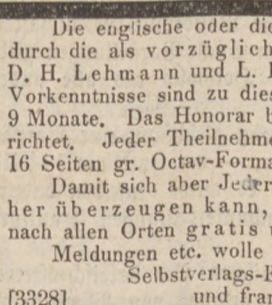 Die englische oder die
durch die als vorzüglich
D. H. Lehmann und L.
Vorkenntnisse sind zu dies
9 Monate. Das Honorar b
richtet. Jeder Theilnehme
16 Seiten gr. Octav-Forma
Damit sich aber Jeder
her überzeugen kann,
nach allen Orten gratis u
Meldungen etc. wolle
Selbstverlags-E
[3328] und fran